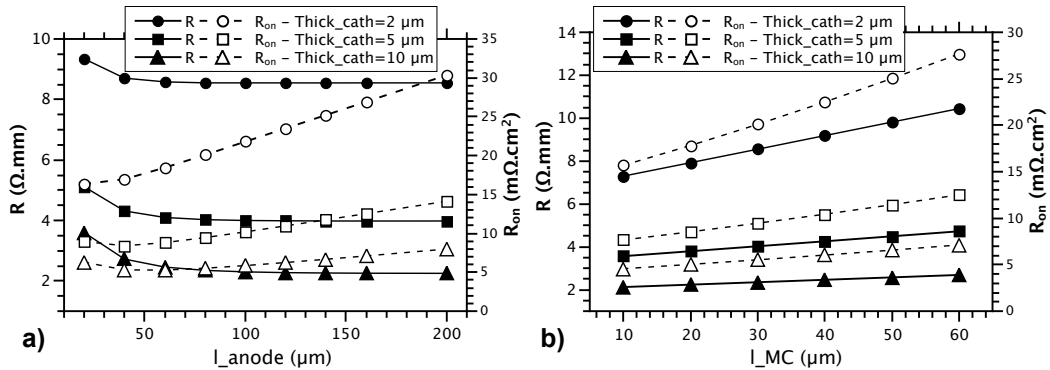 R R_on - Thick_cath=2 µm
R R_on - Thick_cath=5 µm
R R_on - Thick_cath=10 µm
10
8
6
4
2
R (Ω.mm)
35
30
25
20
15
10
5
0
R_on (mΩ.cm²)
50 100 150 200
l_anode (µm)
a)
R R_on - Thick_cath=2 µm
R R_on - Thick_cath=5 µm
R R_on - Thick_cath=10 µm
14
12
10
8
6
4
2
R (Ω.mm)
30
25
20
15
10
5
0
R_on (mΩ.cm²)
10 20 30 40 50 60
l_MC (µm)
b)